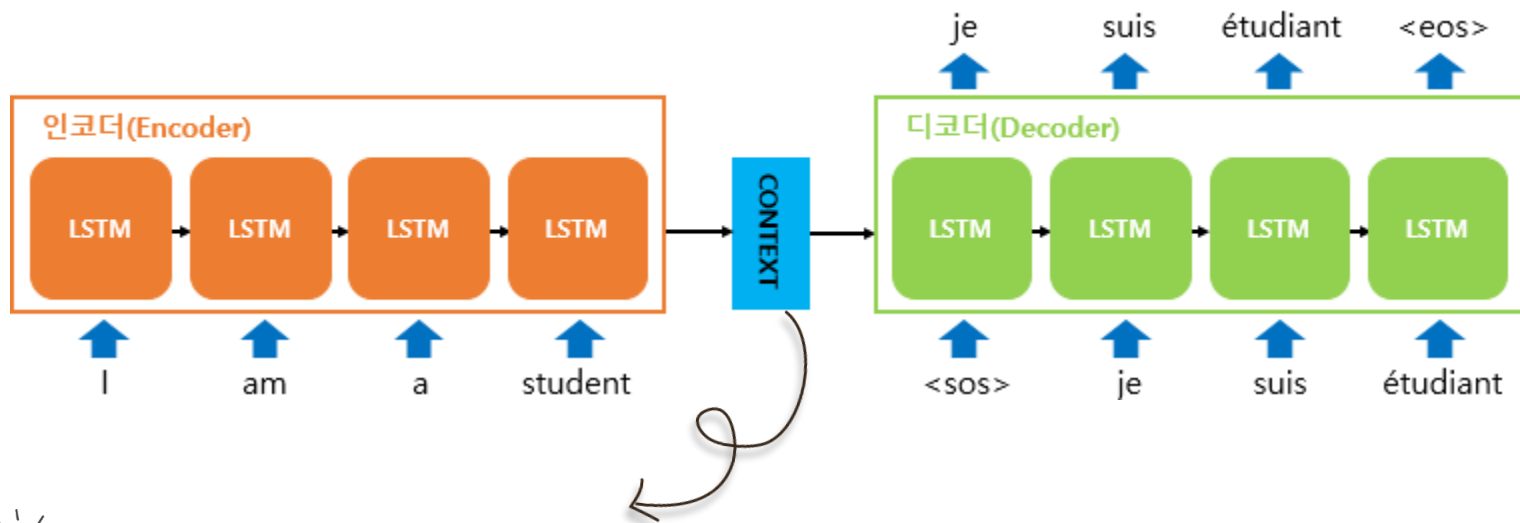 je suis étudiant <eos>
인코더(Encoder)
디코더(Decoder)
LSTM LSTM LSTM LSTM
CONTEXT
LSTM LSTM LSTM LSTM
I am a student
<sos> je suis étudiant